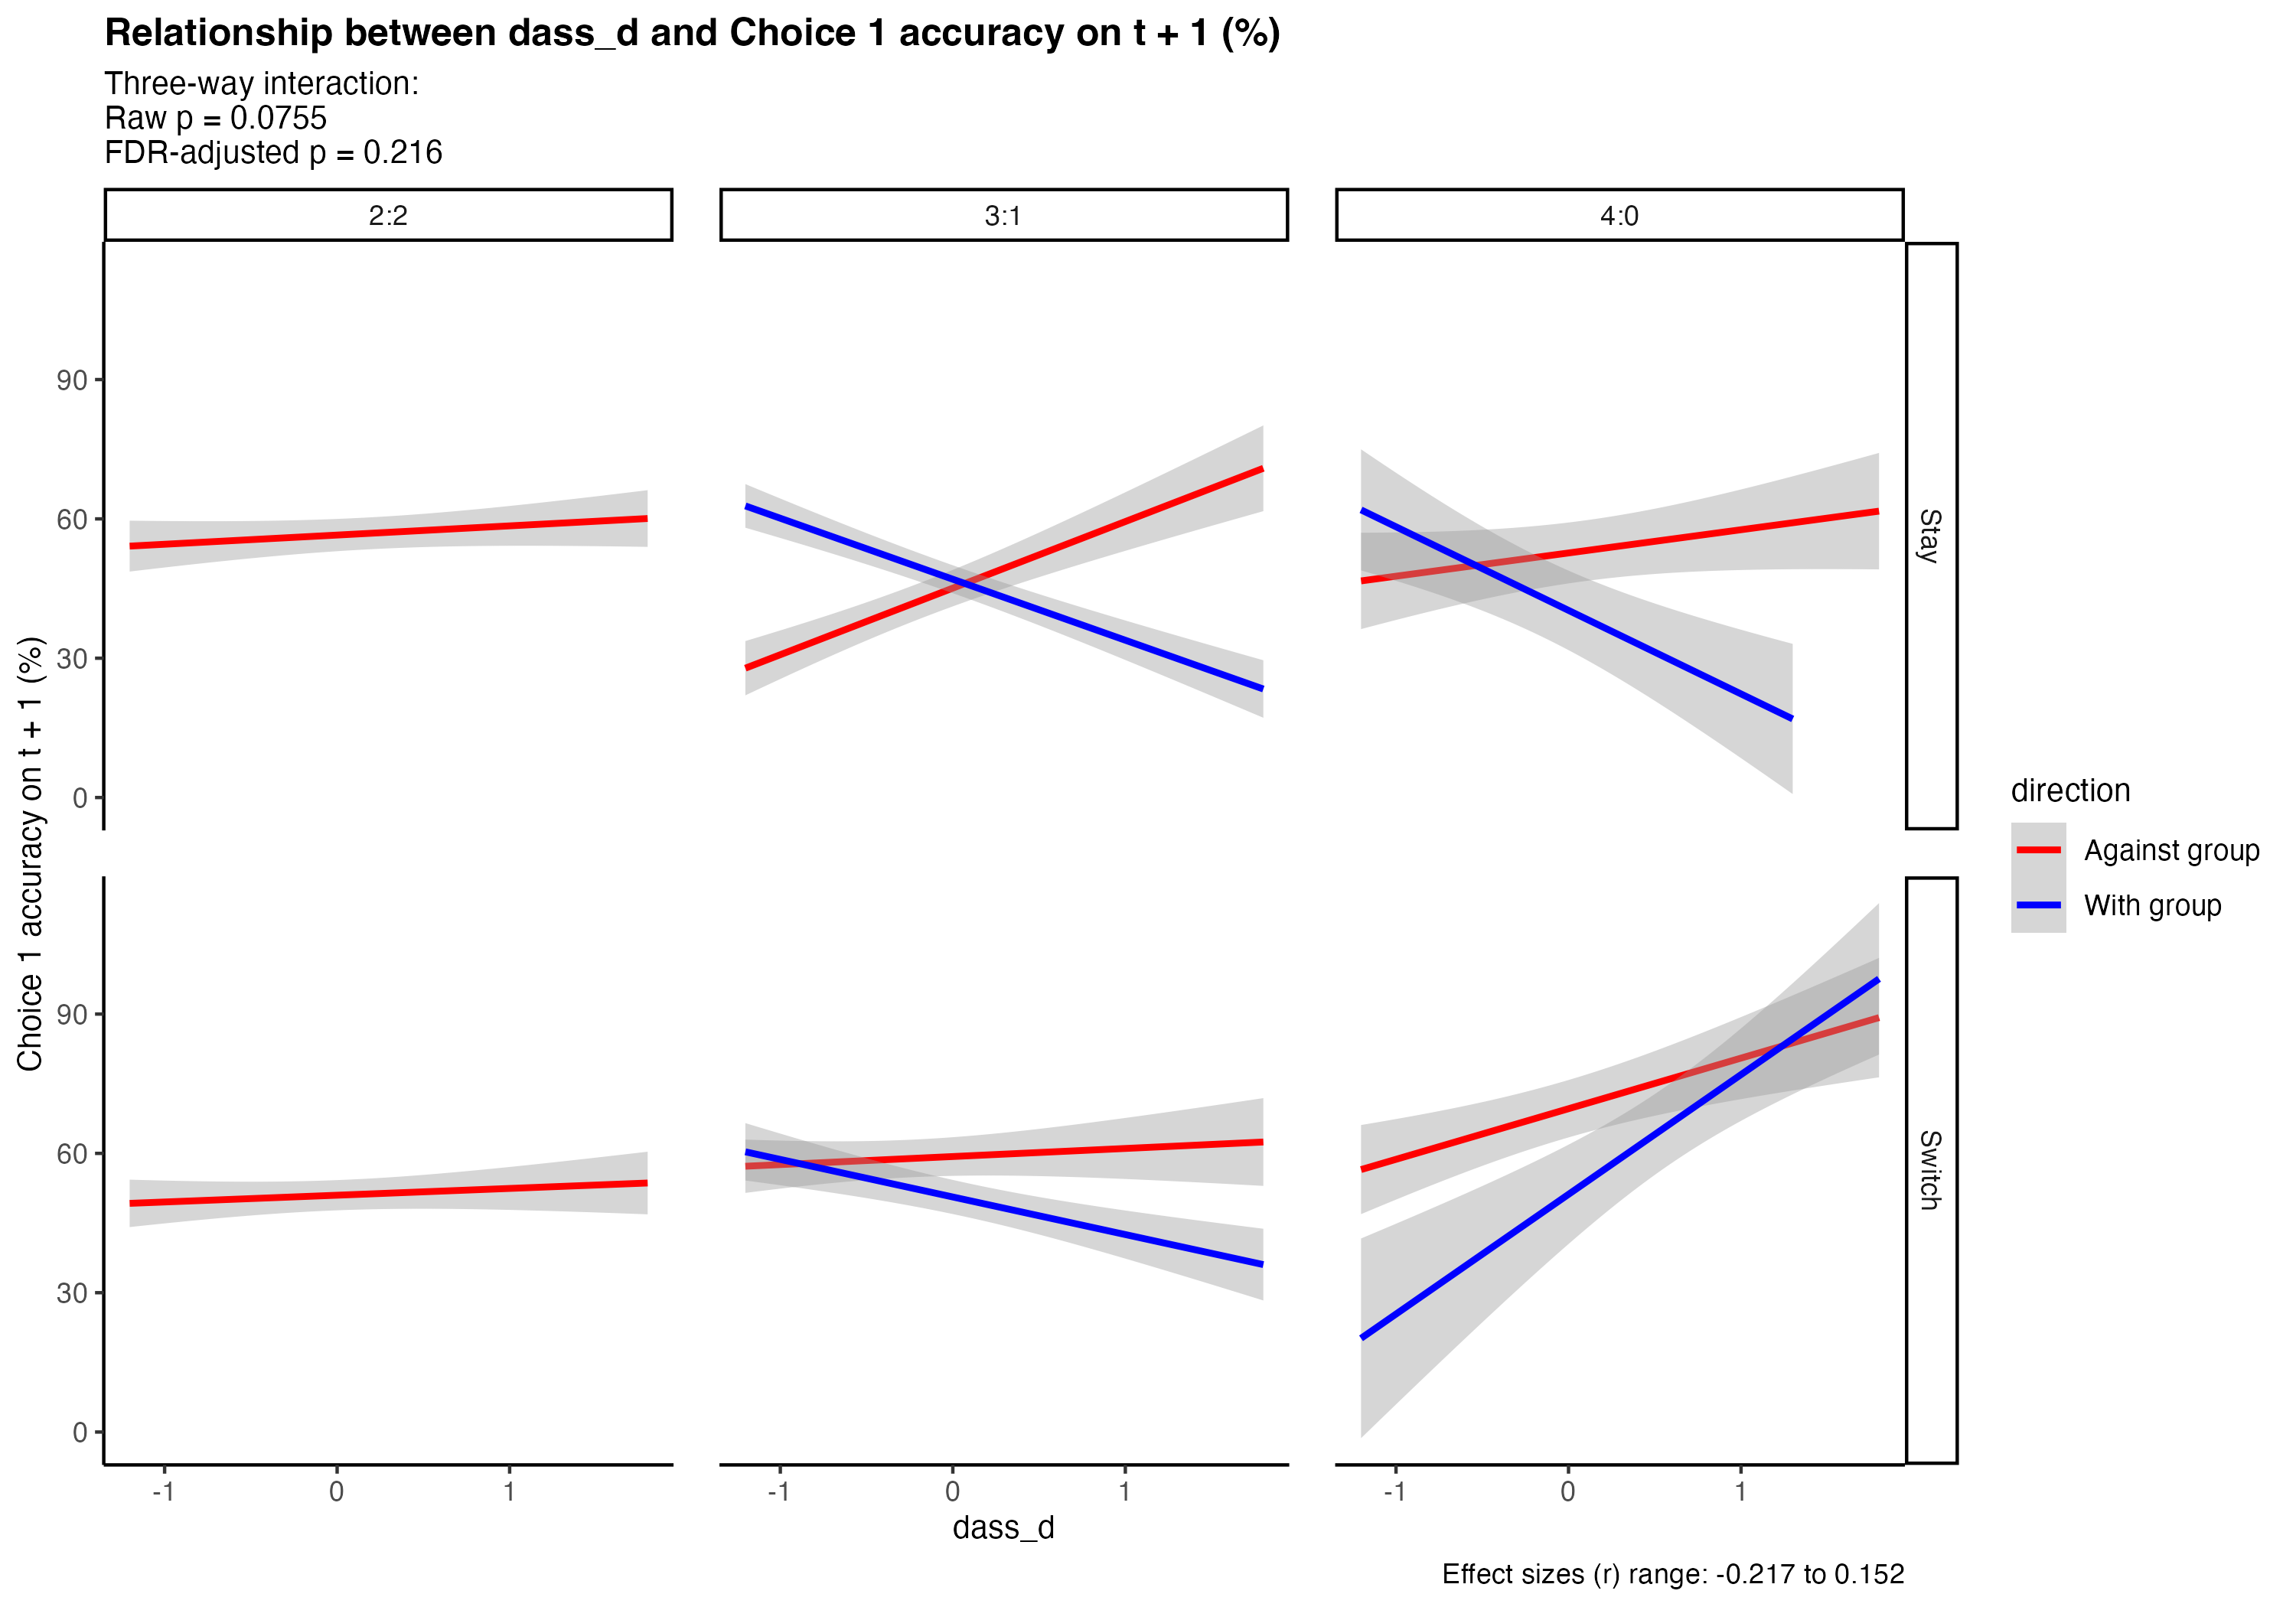 Relationship between dass_d and Choice 1 accuracy on t + 1 (%)
Three-way interaction:
Raw p = 0.0755
FDR-adjusted p = 0.216
2:2
3:1
4:0
90
60
30
0
Stay
90
60
30
0
Switch
Choice 1 accuracy on t + 1 (%)
-1
0
1
-1
0
1
-1
0
1
dass_d
direction
Against group
With group
Effect sizes (r) range: -0.217 to 0.152